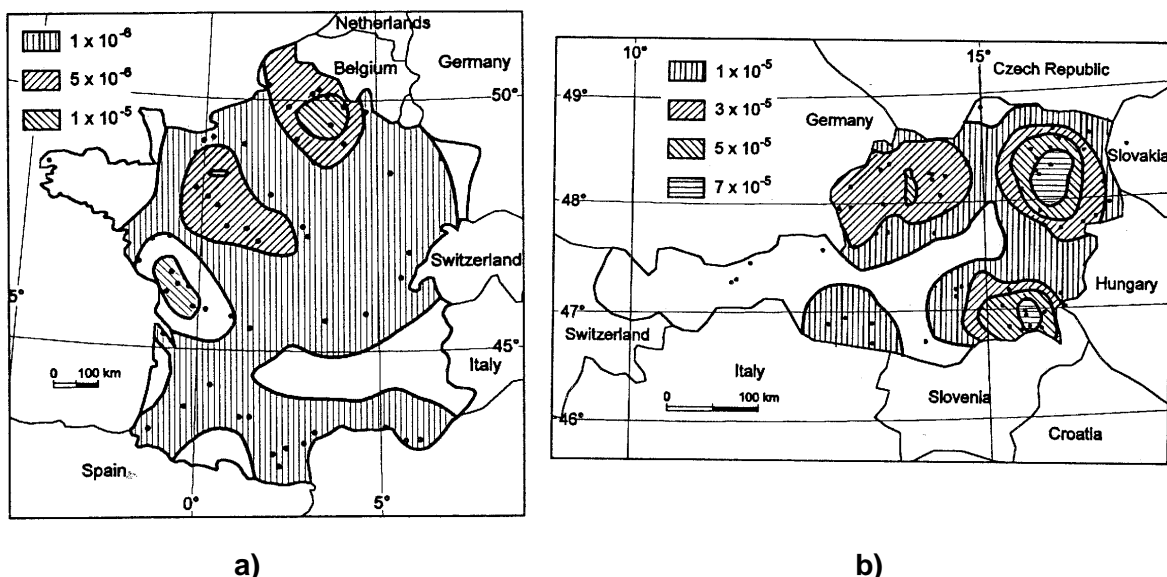 Netherlands
1 x 10⁻⁶
Belgium
Germany
5 x 10⁻⁶
1 x 10⁻⁵
50°
Switzerland
5°
45°
Italy
0 100 km
Spain
0°
5°
a)
10°
15°
1 x 10⁻⁵
Czech Republic
49°
3 x 10⁻⁵
Germany
5 x 10⁻⁵
Slovakia
7 x 10⁻⁵
48°
Hungary
47°
Switzerland
Italy
0 100 km
Slovenia
46°
Croatia
b)